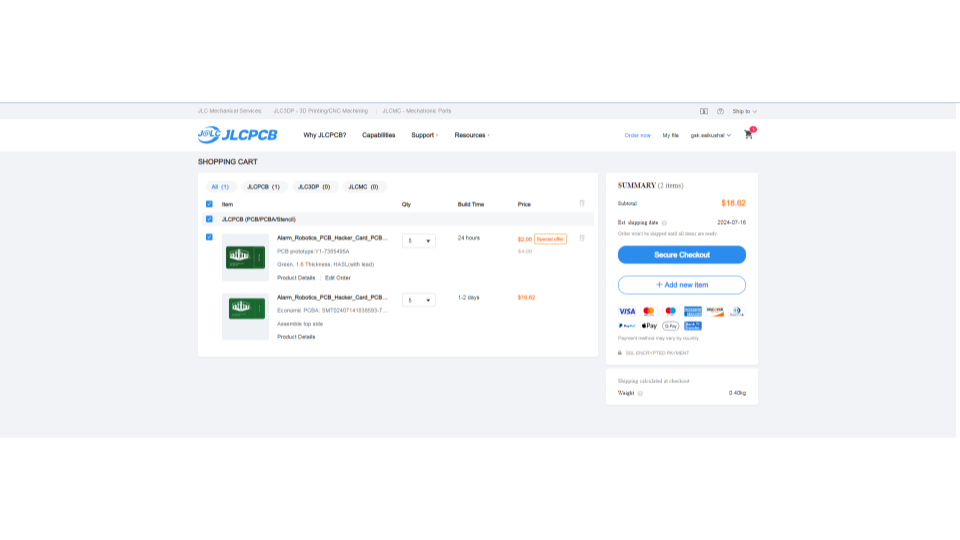 JLC Mechanical Services
JLC3DP - 3D Printing/CNC Machining
JLCMC - Mechatronic Parts
Ship to
J@LC JLCPCB
Why JLCPCB?
Capabilities
Support
Resources
Order now
My file
SHOPPING CART
All (1)
JLCPCB (1)
JLC3DP (0)
JLCMC (0)
Item
Qty
Build Time
Price
JLCPCB (PCB/PCBA/Stencil)
Alarm_Robotics_PCB_Hacker_Card_PCB...
5
24 hours
$2.00 Special offer
PCB prototype:Y1-7385495A
$4.00
Green, 1.6 Thickness, HASL(with lead)
Product Details | Edit Order
Alarm_Robotics_PCB_Hacker_Card_PCB...
5
1-2 days
$16.62
Economic PCBA: SMT02407141838593-7...
Assemble top side
Product Details
SUMMARY (2 items)
Subtotal
$18.62
Est. shipping date
2024-07-16
Order won't be shipped until all items are ready.
Secure Checkout
+ Add new item
VISA
DISCOVER
PayPal
Pay
G Pay
Payment method may vary by country.
SSL ENCRYPTED PAYMENT
Shipping calculated at checkout
Weight
0.40kg